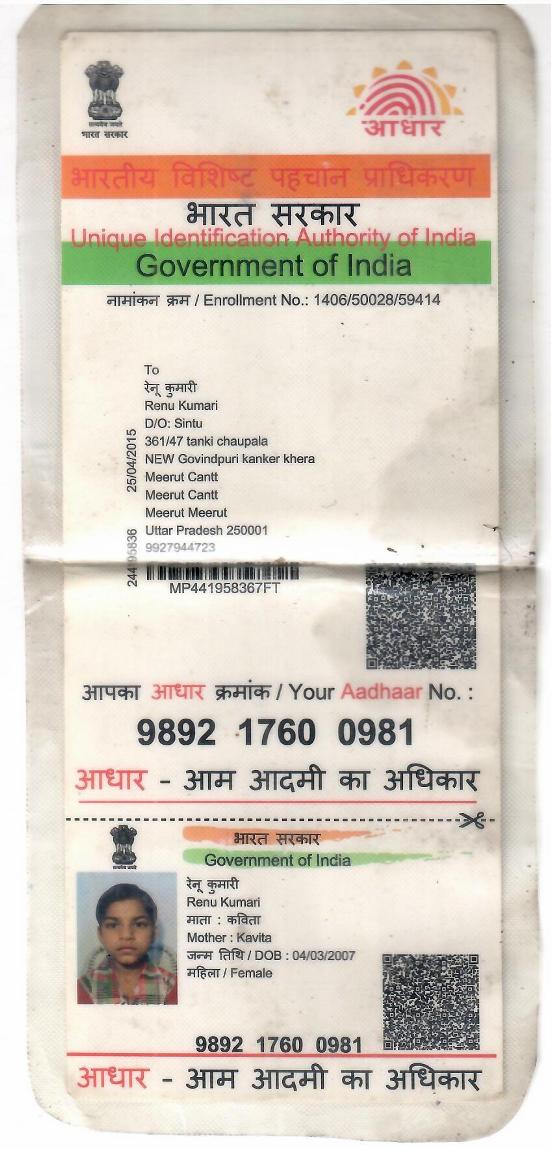 सत्यमेव जयते
भारत सरकार
आधार
भारतीय विशिष्ट पहचान प्राधिकरण
भारत सरकार
Unique Identification Authority of India
Government of India
नामांकन क्रम / Enrollment No.: 1406/50028/59414
To
रेनू कुमारी
Renu Kumari
D/O: Sintu
361/47 tanki chaupala
NEW Govindpuri kanker khera
Meerut Cantt
Meerut Cantt
Meerut Meerut
Uttar Pradesh 250001
9927944723
25/04/2015
MP441958367FT
आपका आधार क्रमांक / Your Aadhaar No. :
9892 1760 0981
आधार - आम आदमी का अधिकार
भारत सरकार
Government of India
रेनू कुमारी
Renu Kumari
माता : कविता
Mother : Kavita
जन्म तिथि / DOB : 04/03/2007
महिला / Female
9892 1760 0981
आधार - आम आदमी का अधिकार